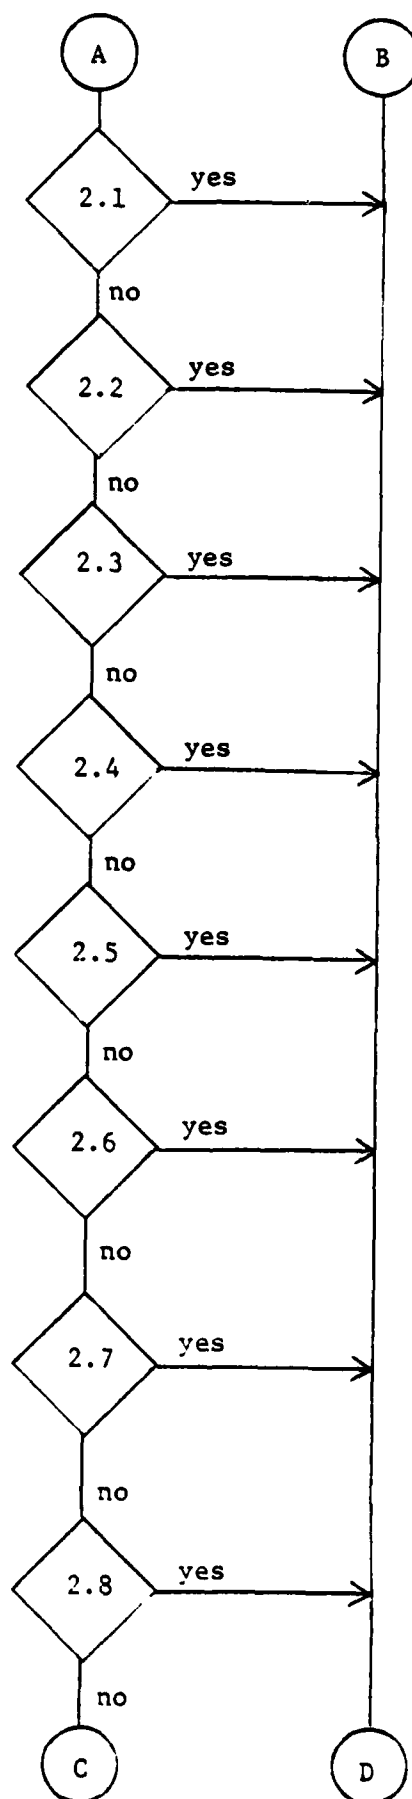 A B
yes
2.1
no
yes
2.2
no
yes
2.3
no
yes
2.4
no
yes
2.5
no
yes
2.6
no
yes
2.7
no
yes
2.8
no
C D